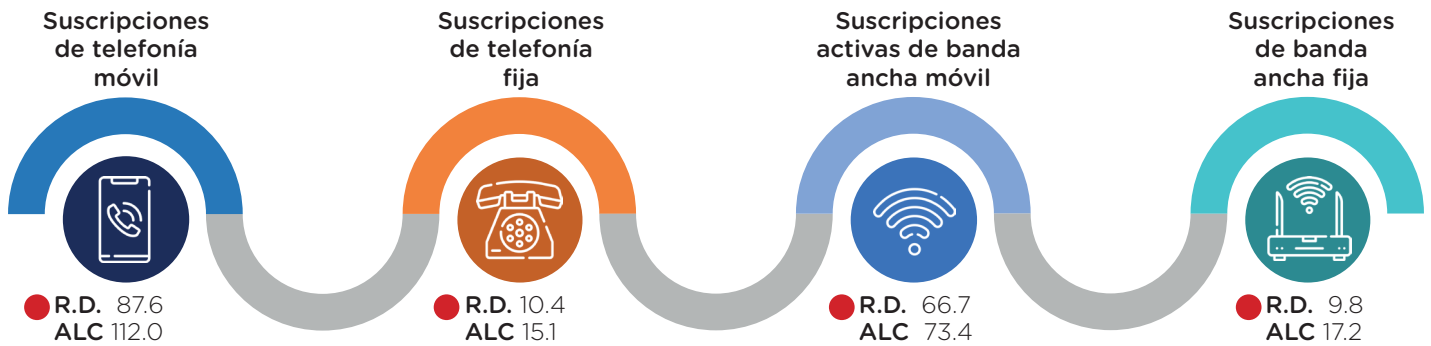 Suscripciones
de telefonía
móvil
R.D. 87.6
ALC 112.0
Suscripciones
de telefonía
fija
R.D. 10.4
ALC 15.1
Suscripciones
activas de banda
ancha móvil
R.D. 66.7
ALC 73.4
Suscripciones
de banda
ancha fija
R.D. 9.8
ALC 17.2